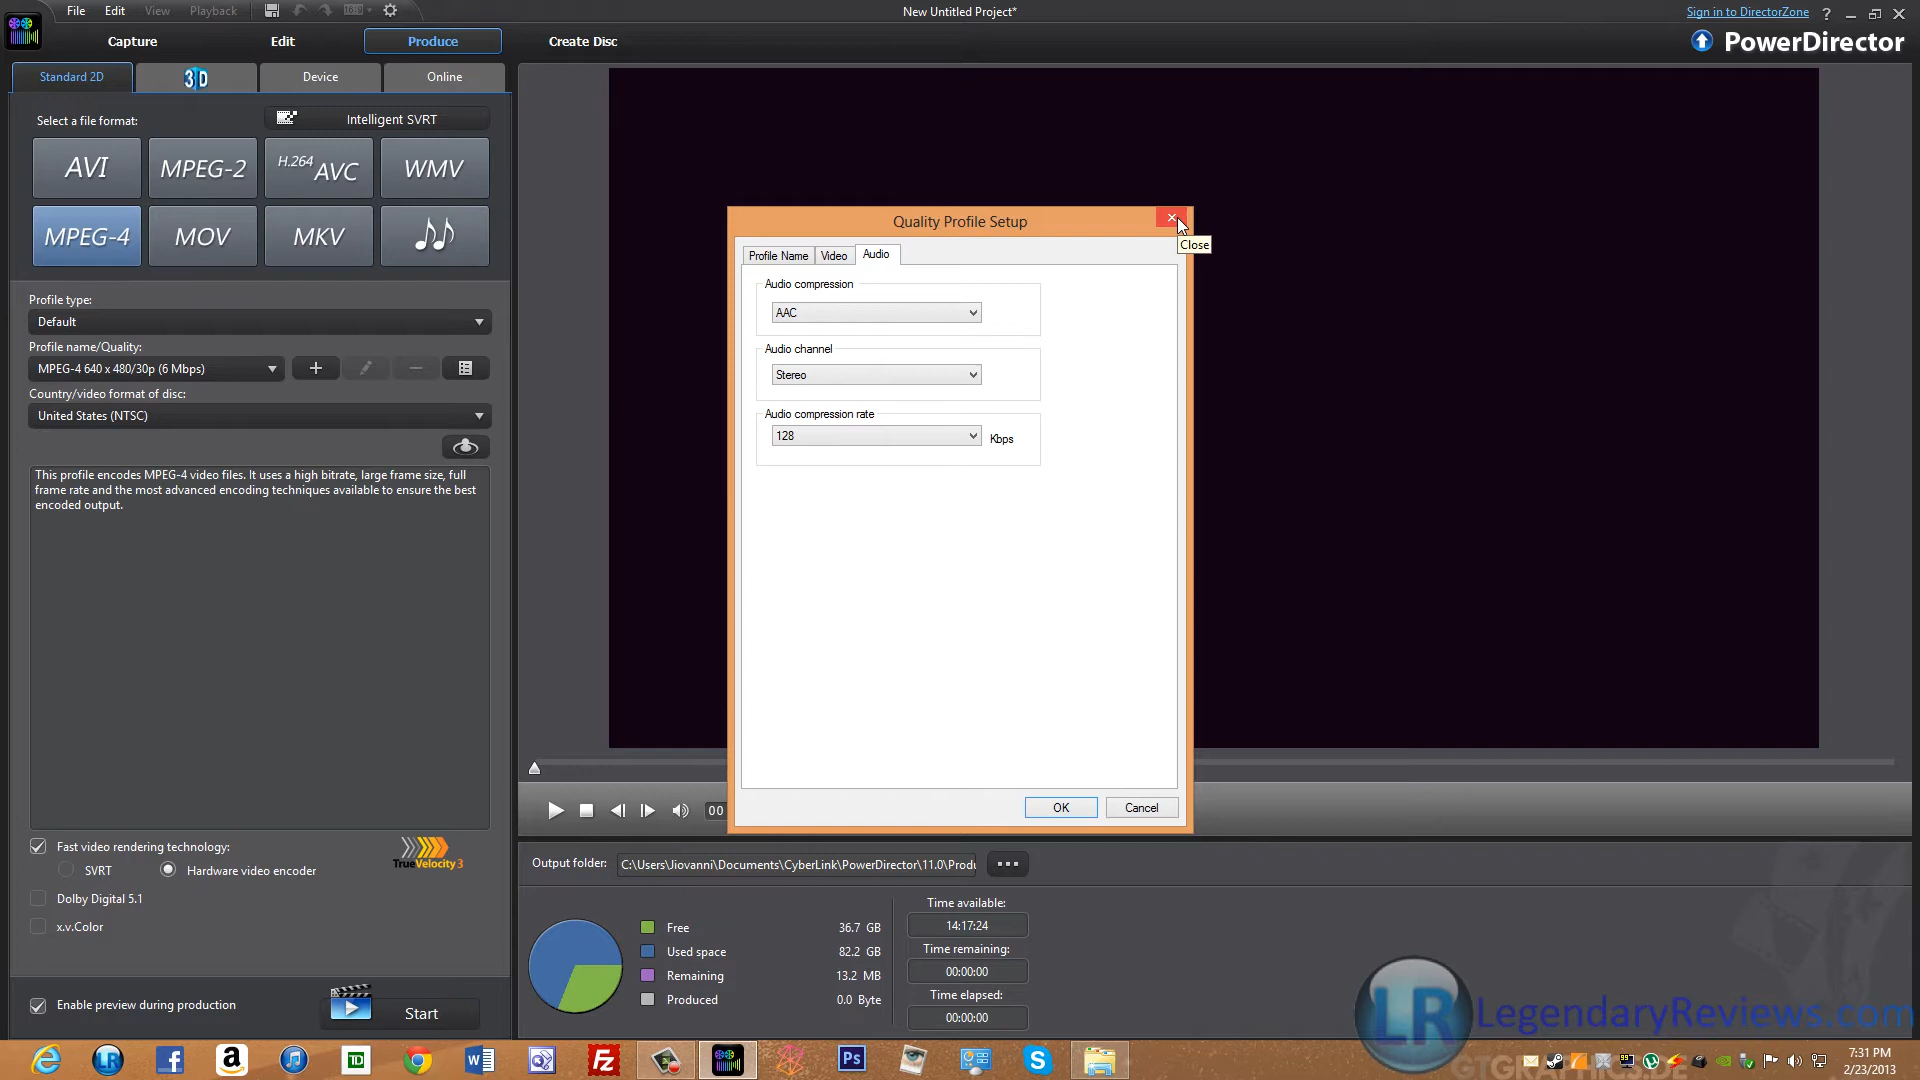 File Edit View Playback 16:9 New Untitled Project* Sign in to DirectorZone ?
Capture Edit Produce Create Disc PowerDirector
Standard 2D 3D Device Online
Select a file format: Intelligent SVRT
AVI MPEG-2 H.264 AVC WMV
MPEG-4 MOV MKV
Profile type:
Default
Profile name/Quality:
MPEG-4 640 x 480/30p (6 Mbps)
Country/video format of disc:
United States (NTSC)
This profile encodes MPEG-4 video files. It uses a high bitrate, large frame size, full
frame rate and the most advanced encoding techniques available to ensure the best
encoded output.
Fast video rendering technology:
TrueVelocity 3
SVRT Hardware video encoder
Dolby Digital 5.1
x.v.Color
Enable preview during production
Start
Quality Profile Setup
Close
Profile Name Video Audio
Audio compression
AAC
Audio channel
Stereo
Audio compression rate
128 Kbps
OK Cancel
00
Output folder: C:\Users\Jiovanni\Documents\CyberLink\PowerDirector\11.0\Produ
Free 36.7 GB
Used space 82.2 GB
Remaining 13.2 MB
Produced 0.0 Byte
Time available:
14:17:24
Time remaining:
00:00:00
Time elapsed:
00:00:00
LR LegendaryReviews.com
GTGRAPHICS.DE
LR TD Ps Fz
7:31 PM
2/23/2013